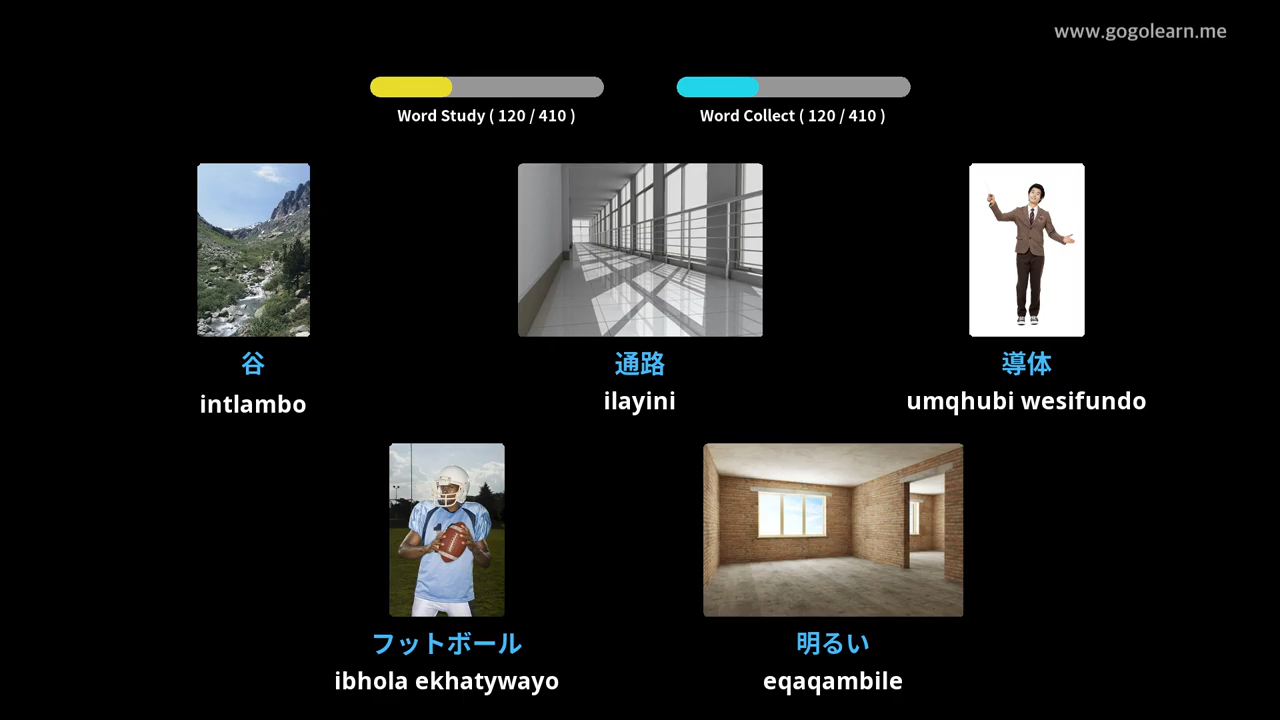 www.gogolearn.me
Word Study ( 120 / 410 )
Word Collect ( 120 / 410 )
谷
intlambo
通路
ilayini
導体
umqhubi wesifundo
フットボール
ibhola ekhatywayo
明るい
eqaqambile